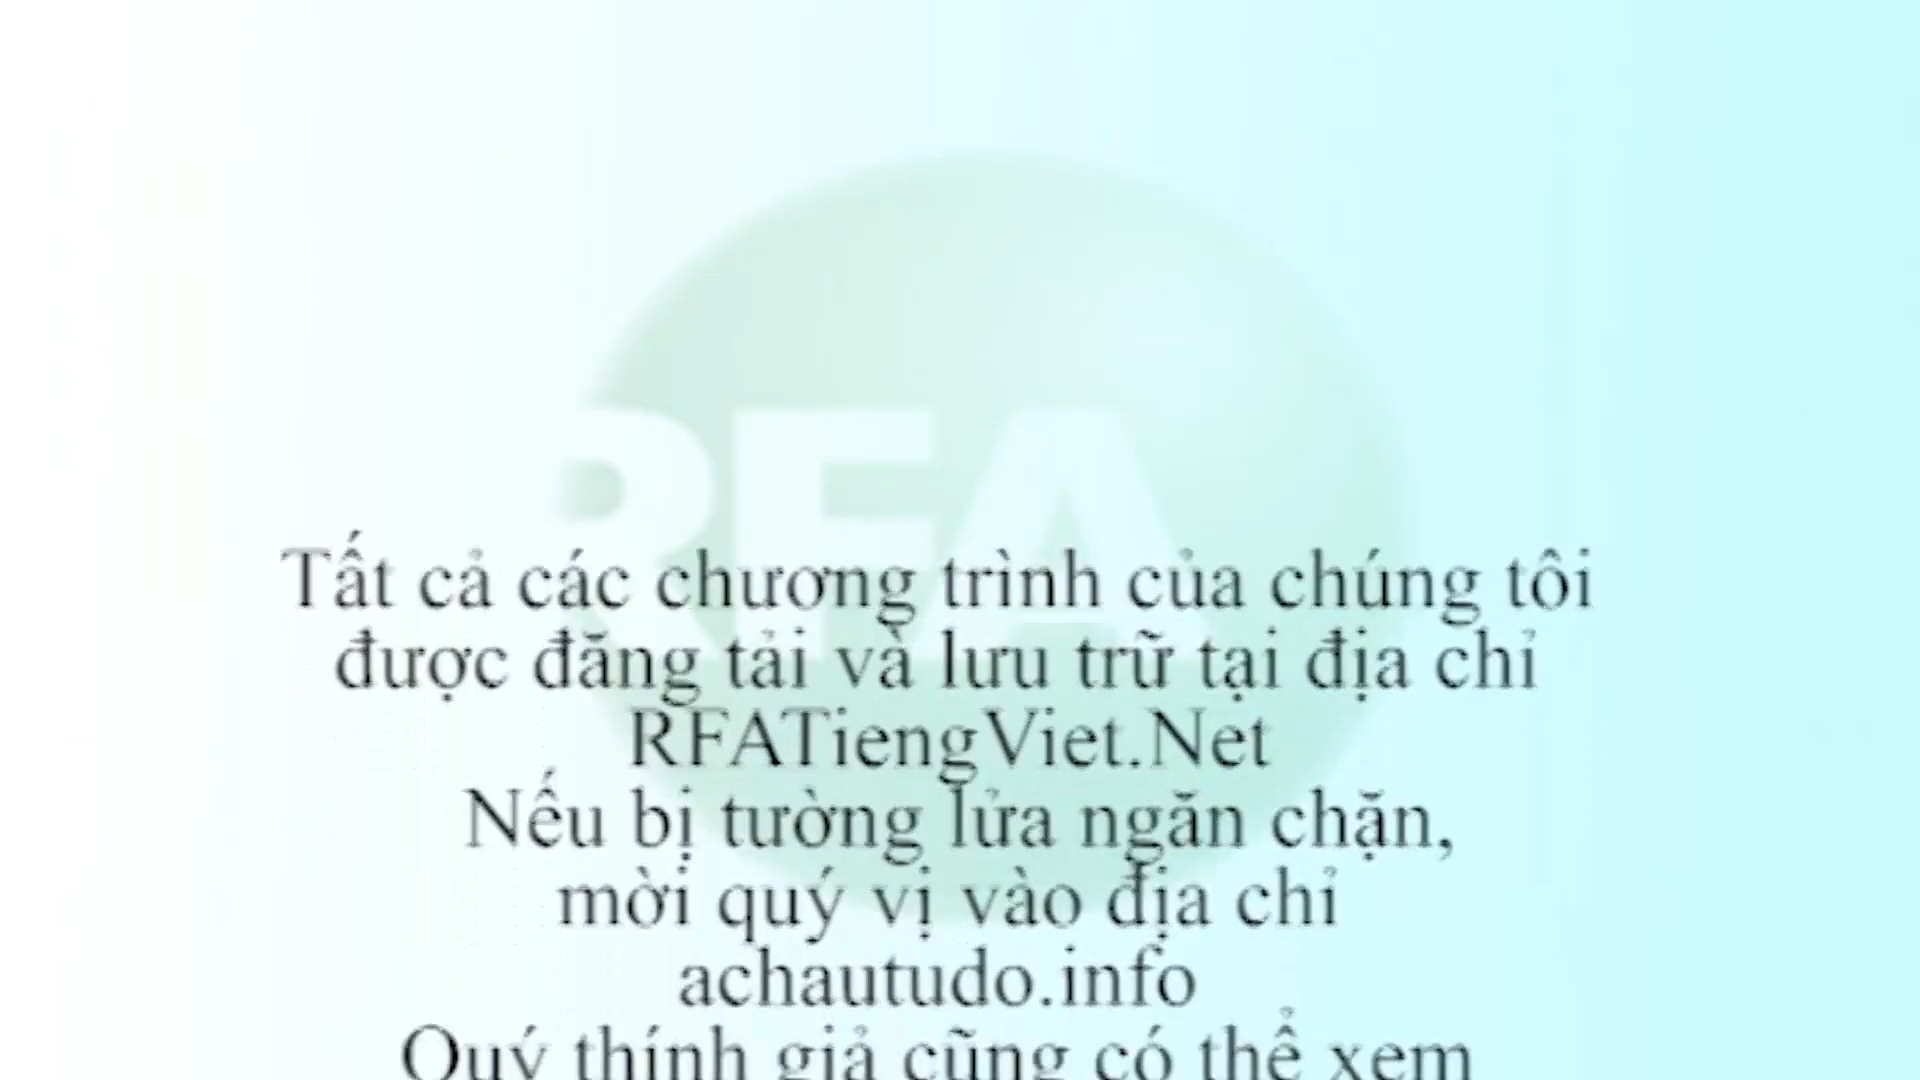 RFA
Tất cả các chương trình của chúng tôi
được đăng tải và lưu trữ tại địa chỉ
RFATiengViet.Net
Nếu bị tường lửa ngăn chặn,
mời quý vị vào địa chỉ
achautudo.info
Quý thính giả cũng có thể xem